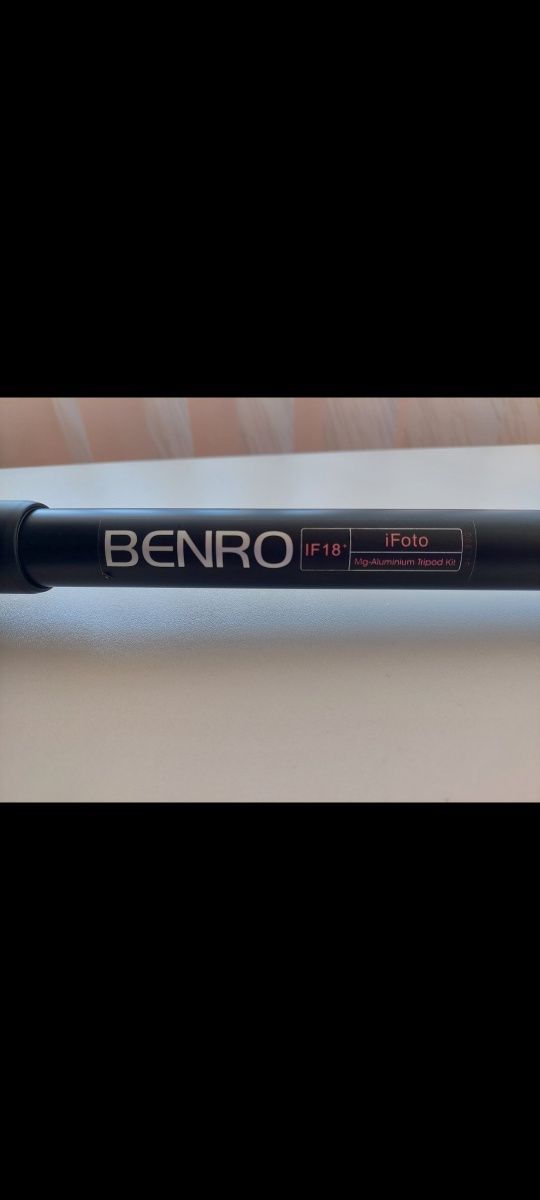 BENRO
IF18+
iFoto
Mg-Aluminium Tripod Kit